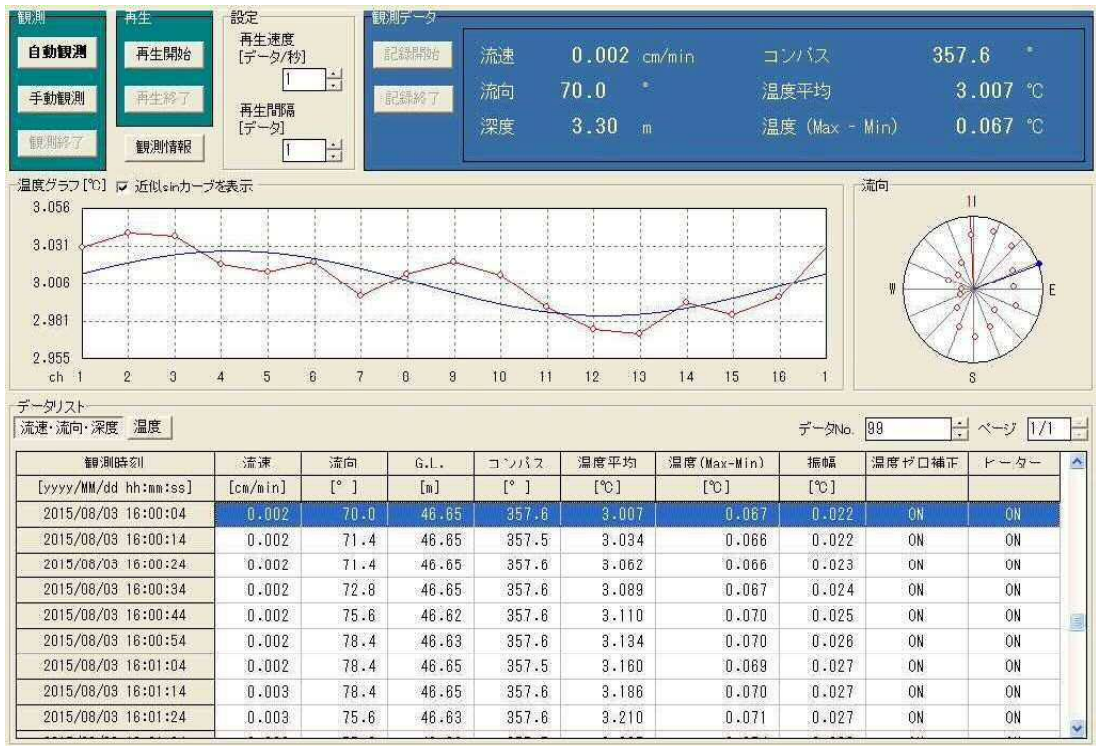 観測
自動観測
手動観測
観測終了
再生
再生開始
再生終了
観測情報
設定
再生速度
[データ/秒]
1
再生間隔
[データ]
1
観測データ
記録開始
記録終了
流速 0.002 cm/min コンパス 357.6 °
流向 70.0 ° 温度平均 3.007 ℃
深度 3.30 m 温度 (Max - Min) 0.067 ℃
温度グラフ[℃] 近似sinカーブを表示
3.056
3.031
3.006
2.981
2.955
ch 1 2 3 4 5 6 7 8 9 10 11 12 13 14 15 16 1
流向
W
E
S
データリスト
流速・流向・深度 温度
データNo. 99 ページ 1/1
観測時刻 流速 流向 G.L. コンパス 温度平均 温度(Max-Min) 振幅 温度ゼロ補正 ヒーター
[yyyy/MM/dd hh:mm:ss] [cm/min] [° ] [m] [° ] [℃] [℃] [℃]
2015/08/03 16:00:04 0.002 70.0 46.65 357.6 3.007 0.067 0.022 ON ON
2015/08/03 16:00:14 0.002 71.4 46.65 357.5 3.034 0.066 0.022 ON ON
2015/08/03 16:00:24 0.002 71.4 46.65 357.6 3.062 0.066 0.023 ON ON
2015/08/03 16:00:34 0.002 72.8 46.65 357.6 3.089 0.067 0.024 ON ON
2015/08/03 16:00:44 0.002 75.6 46.62 357.6 3.110 0.070 0.025 ON ON
2015/08/03 16:00:54 0.002 78.4 46.63 357.6 3.134 0.070 0.026 ON ON
2015/08/03 16:01:04 0.002 78.4 46.65 357.5 3.160 0.069 0.027 ON ON
2015/08/03 16:01:14 0.003 78.4 46.65 357.6 3.186 0.070 0.027 ON ON
2015/08/03 16:01:24 0.003 75.6 46.63 357.6 3.210 0.071 0.027 ON ON